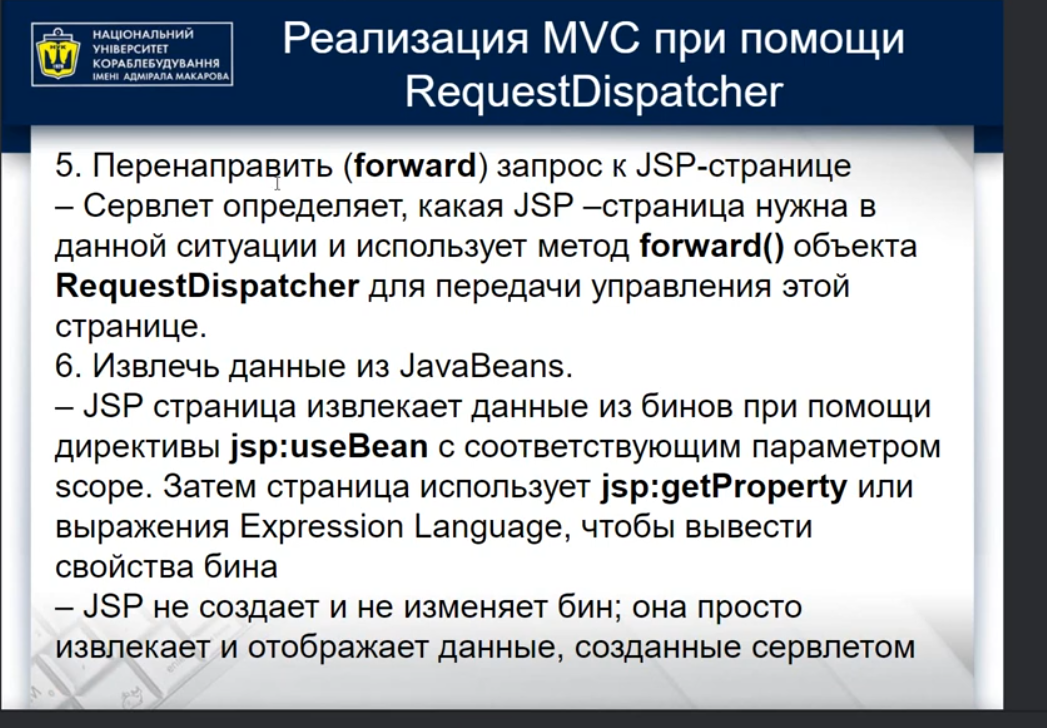 НАЦІОНАЛЬНИЙ
УНІВЕРСИТЕТ
КОРАБЛЕБУДУВАННЯ
ІМЕНІ АДМІРАЛА МАКАРОВА
Реализация MVC при помощи
RequestDispatcher
5. Перенаправить (forward) запрос к JSP-странице
– Сервлет определяет, какая JSP –страница нужна в
данной ситуации и использует метод forward() объекта
RequestDispatcher для передачи управления этой
странице.
6. Извлечь данные из JavaBeans.
– JSP страница извлекает данные из бинов при помощи
директивы jsp:useBean с соответствующим параметром
scope. Затем страница использует jsp:getProperty или
выражения Expression Language, чтобы вывести
свойства бина
– JSP не создает и не изменяет бин; она просто
извлекает и отображает данные, созданные сервлетом